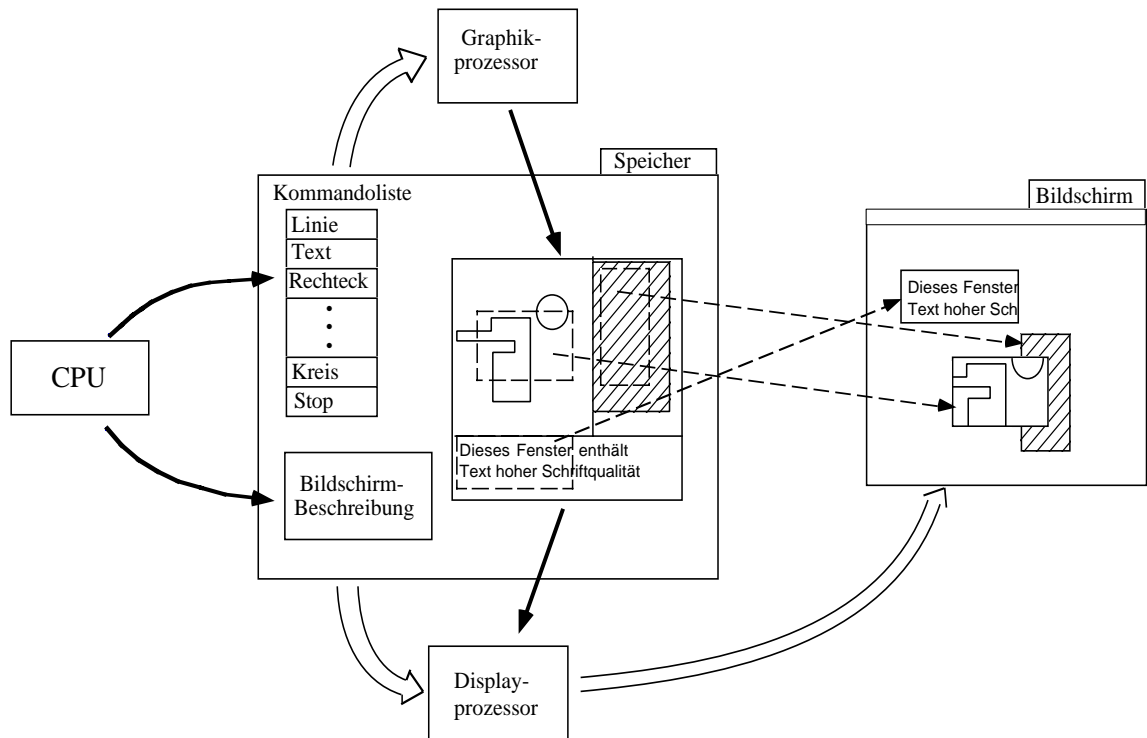 Graphik-
prozessor
Speicher
Kommandoliste
Linie
Text
Rechteck
Kreis
Stop
CPU
Bildschirm-
Beschreibung
Dieses Fenster enthält
Text hoher Schriftqualität
Bildschirm
Dieses Fenster
Text hoher Sch
Display-
prozessor